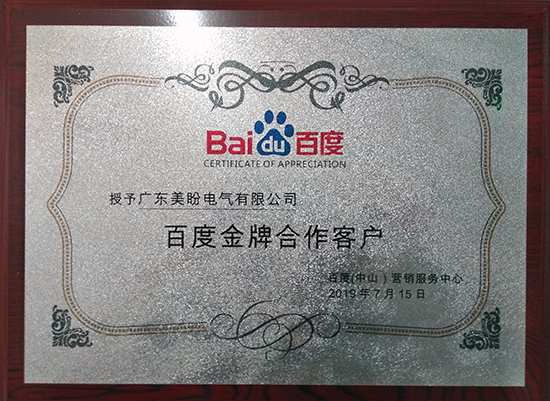 Bai du 百度
CERTIFICATE OF APPRECIATION
授予广东美盼电气有限公司
百度金牌合作客户
百度(中山）营销服务中心
2019年7月15日